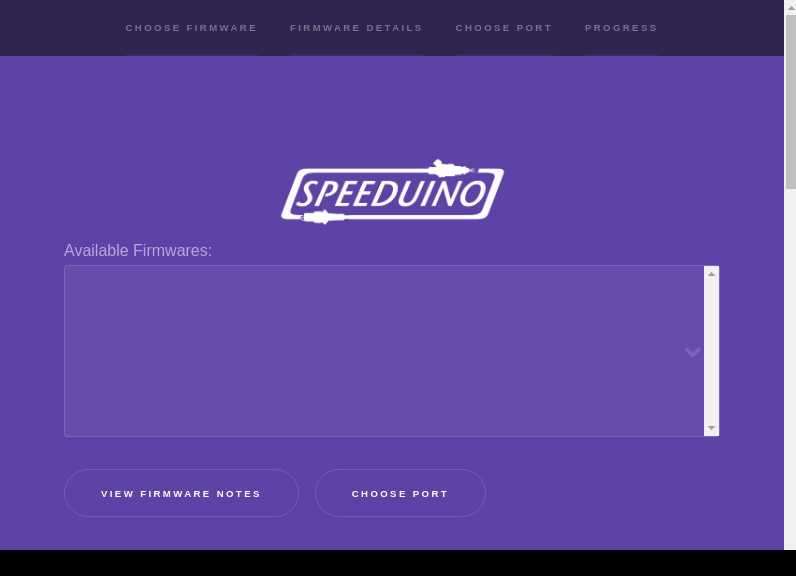 CHOOSE FIRMWARE FIRMWARE DETAILS CHOOSE PORT PROGRESS
SPEEDUINO
Available Firmwares:
VIEW FIRMWARE NOTES CHOOSE PORT